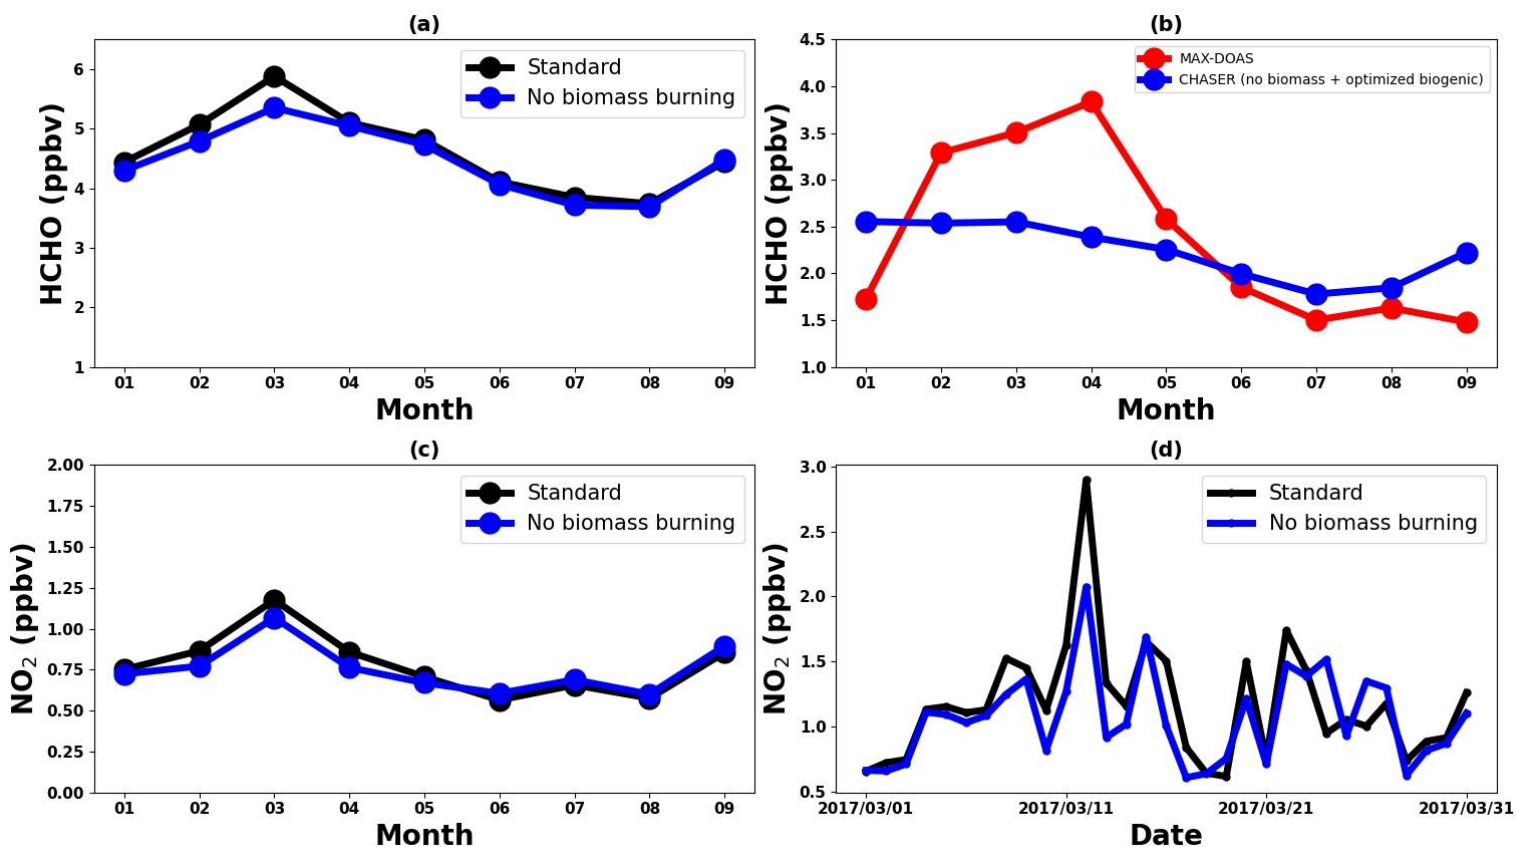 (a)
HCHO (ppbv)
6
5
4
3
2
1
Standard
No biomass burning
01 02 03 04 05 06 07 08 09
Month
(b)
HCHO (ppbv)
4.5
4.0
3.5
3.0
2.5
2.0
1.5
1.0
MAX-DOAS
CHASER (no biomass + optimized biogenic)
01 02 03 04 05 06 07 08 09
Month
(c)
NO₂ (ppbv)
2.00
1.75
1.50
1.25
1.00
0.75
0.50
0.25
0.00
Standard
No biomass burning
01 02 03 04 05 06 07 08 09
Month
(d)
NO₂ (ppbv)
3.0
2.5
2.0
1.5
1.0
0.5
Standard
No biomass burning
2017/03/01 2017/03/11 2017/03/21 2017/03/31
Date